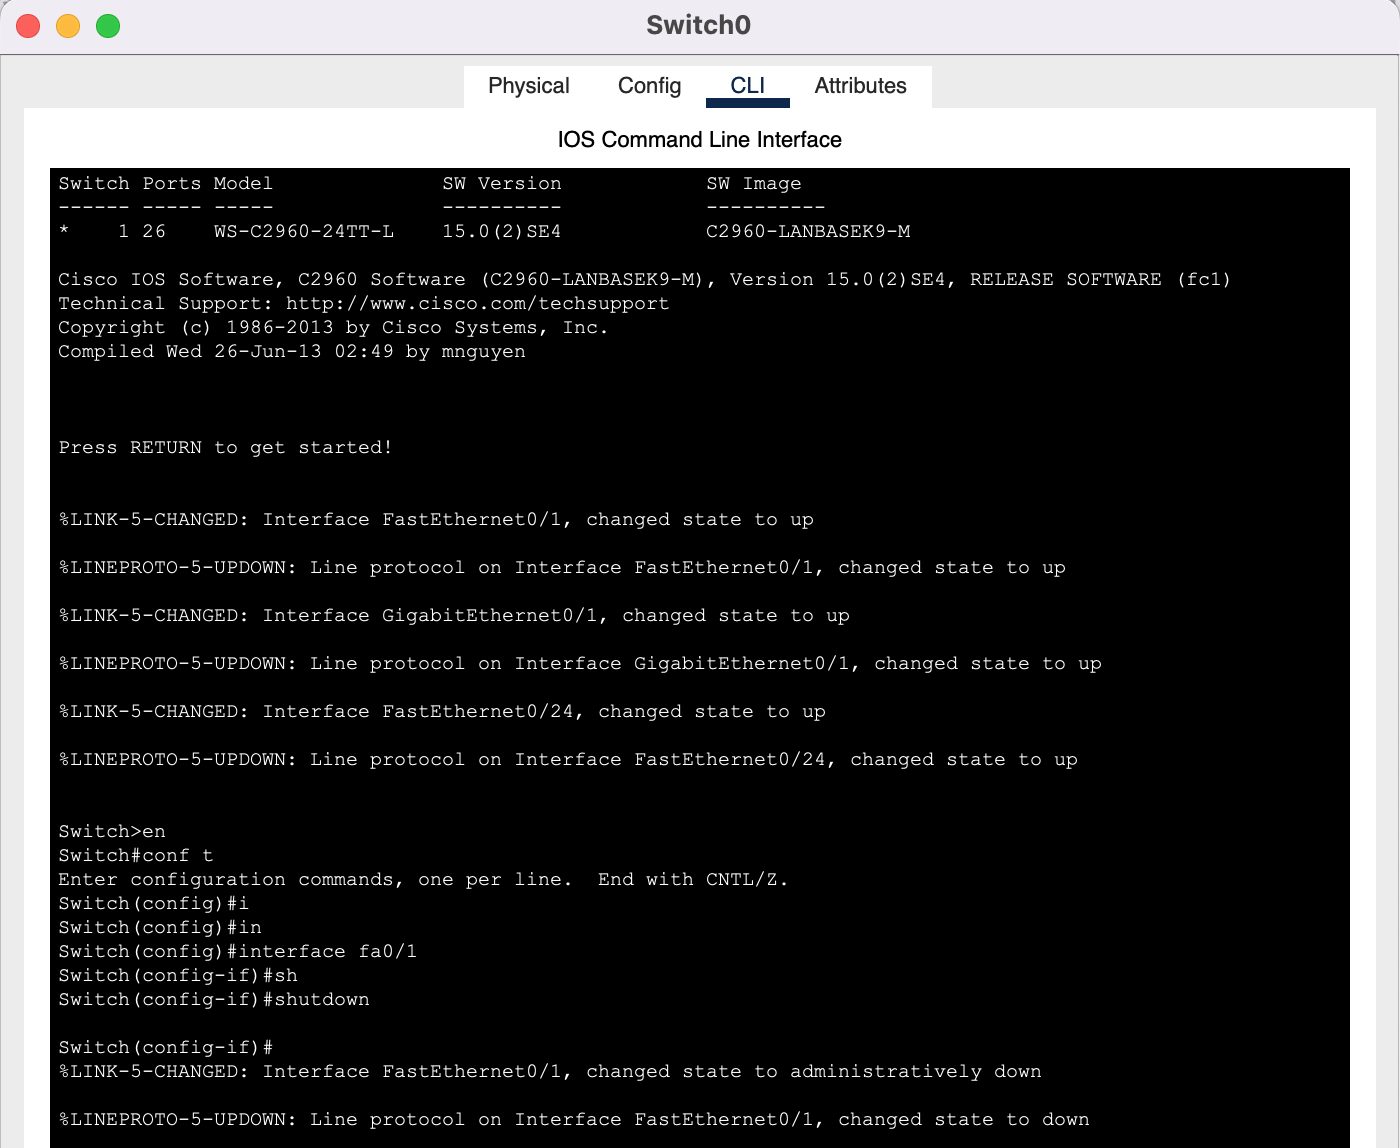 Switch0
Physical Config CLI Attributes
IOS Command Line Interface
Switch Ports Model              SW Version            SW Image
------ ----- -----              ----------            ----------
*    1 26    WS-C2960-24TT-L    15.0(2)SE4            C2960-LANBASEK9-M
Cisco IOS Software, C2960 Software (C2960-LANBASEK9-M), Version 15.0(2)SE4, RELEASE SOFTWARE (fc1)
Technical Support: http://www.cisco.com/techsupport
Copyright (c) 1986-2013 by Cisco Systems, Inc.
Compiled Wed 26-Jun-13 02:49 by mnguyen
Press RETURN to get started!
%LINK-5-CHANGED: Interface FastEthernet0/1, changed state to up
%LINEPROTO-5-UPDOWN: Line protocol on Interface FastEthernet0/1, changed state to up
%LINK-5-CHANGED: Interface GigabitEthernet0/1, changed state to up
%LINEPROTO-5-UPDOWN: Line protocol on Interface GigabitEthernet0/1, changed state to up
%LINK-5-CHANGED: Interface FastEthernet0/24, changed state to up
%LINEPROTO-5-UPDOWN: Line protocol on Interface FastEthernet0/24, changed state to up
Switch>en
Switch#conf t
Enter configuration commands, one per line.  End with CNTL/Z.
Switch(config)#i
Switch(config)#in
Switch(config)#interface fa0/1
Switch(config-if)#sh
Switch(config-if)#shutdown
Switch(config-if)#
%LINK-5-CHANGED: Interface FastEthernet0/1, changed state to administratively down
%LINEPROTO-5-UPDOWN: Line protocol on Interface FastEthernet0/1, changed state to down